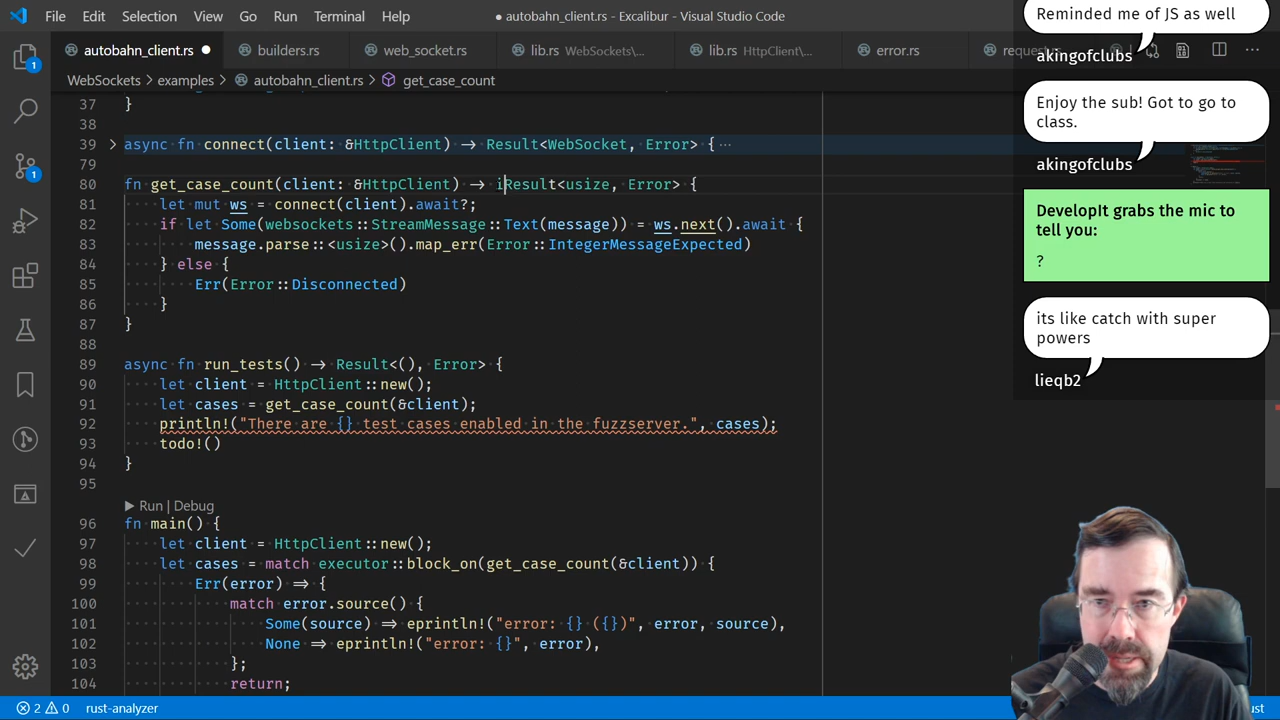 File Edit Selection View Go Run Terminal Help ● autobahn_client.rs - Excalibur - Visual Studio Code
autobahn_client.rs ● builders.rs web_socket.rs lib.rs WebSockets\... lib.rs HttpClient\... error.rs
WebSockets > examples > autobahn_client.rs > get_case_count
37 }
38
39 async fn connect(client: &HttpClient) → Result<WebSocket, Error> { ...
79
80 fn get_case_count(client: &HttpClient) → iResult<usize, Error> {
81 let mut ws = connect(client).await?;
82 if let Some(websockets::StreamMessage::Text(message)) = ws.next().await {
83 message.parse::<usize>().map_err(Error::IntegerMessageExpected)
84 } else {
85 Err(Error::Disconnected)
86 }
87 }
88
89 async fn run_tests() → Result<(), Error> {
90 let client = HttpClient::new();
91 let cases = get_case_count(&client);
92 println!("There are {} test cases enabled in the fuzzserver.", cases);
93 todo!()
94 }
95
▶ Run | Debug
96 fn main() {
97 let client = HttpClient::new();
98 let cases = match executor::block_on(get_case_count(&client)) {
99 Err(error) ⇒ {
100 match error.source() {
101 Some(source) ⇒ eprintln!("error: {} ({})", error, source),
102 None ⇒ eprintln!("error: {}", error),
103 };
104 return;
1
1
2 0 rust-analyzer
Reminded me of JS as well
akingofclubs
Enjoy the sub! Got to go to
class.
akingofclubs
DevelopIt grabs the mic to
tell you:
?
its like catch with super
powers
lieqb2